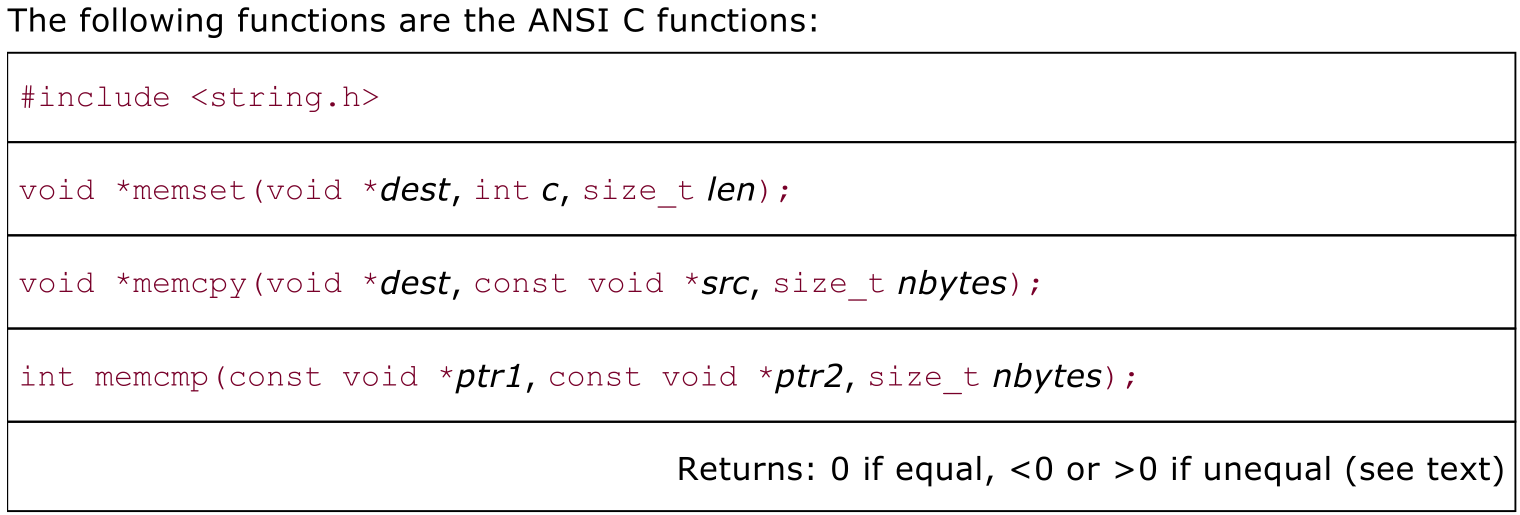 The following functions are the ANSI C functions:
#include <string.h>
void *memset(void *dest, int c, size_t len);
void *memcpy(void *dest, const void *src, size_t nbytes);
int memcmp(const void *ptr1, const void *ptr2, size_t nbytes);
Returns: 0 if equal, <0 or >0 if unequal (see text)